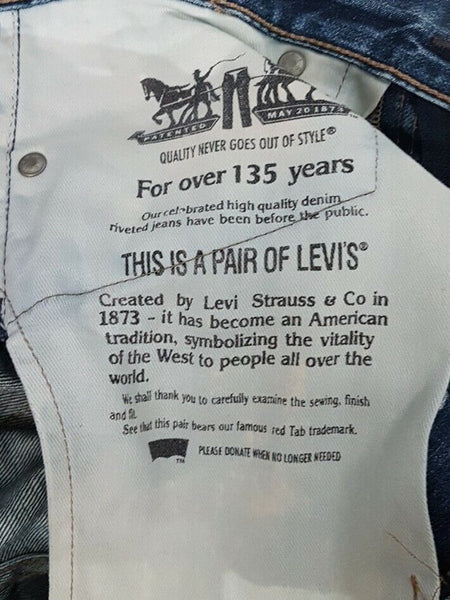 PATENTED MAY 20 1873
QUALITY NEVER GOES OUT OF STYLE®
For over 135 years
Our celebrated high quality denim
riveted jeans have been before the public.
THIS IS A PAIR OF LEVI'S®
Created by Levi Strauss & Co in
1873 - it has become an American
tradition, symbolizing the vitality
of the West to people all over the
world.
We shall thank you to carefully examine the sewing, finish
and fit.
See that this pair bears our famous red Tab trademark.
TM PLEASE DONATE WHEN NO LONGER NEEDED